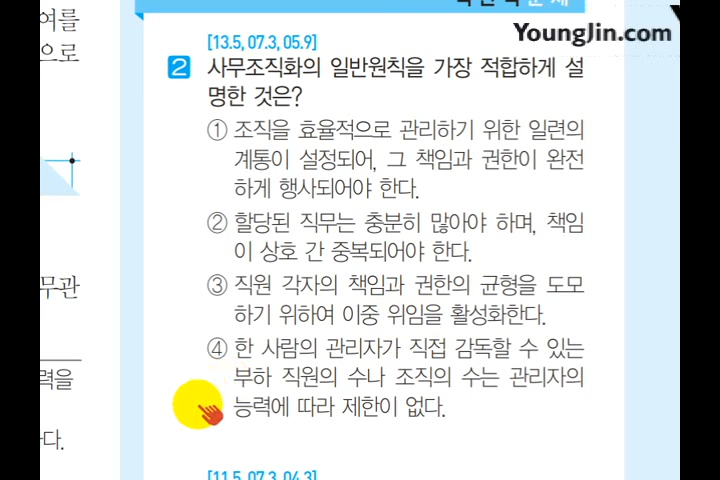 YoungJin.com
여를
으로
[13.5, 07.3, 05.9]
2 사무조직화의 일반원칙을 가장 적합하게 설
명한 것은?
① 조직을 효율적으로 관리하기 위한 일련의
계통이 설정되어, 그 책임과 권한이 완전
하게 행사되어야 한다.
② 할당된 직무는 충분히 많아야 하며, 책임
이 상호 간 중복되어야 한다.
③ 직원 각자의 책임과 권한의 균형을 도모
하기 위하여 이중 위임을 활성화한다.
④ 한 사람의 관리자가 직접 감독할 수 있는
부하 직원의 수나 조직의 수는 관리자의
능력에 따라 제한이 없다.
무관
력을
다.
[11.5, 07.3, 04.3]